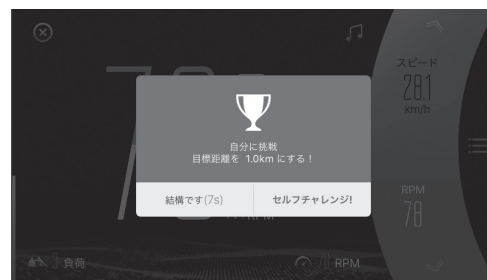 スピード
28.1
km/h
自分に挑戦
目標距離を 1.0km にする！
結構です(7s)
セルフチャレンジ!
RPM
78
負荷
RPM